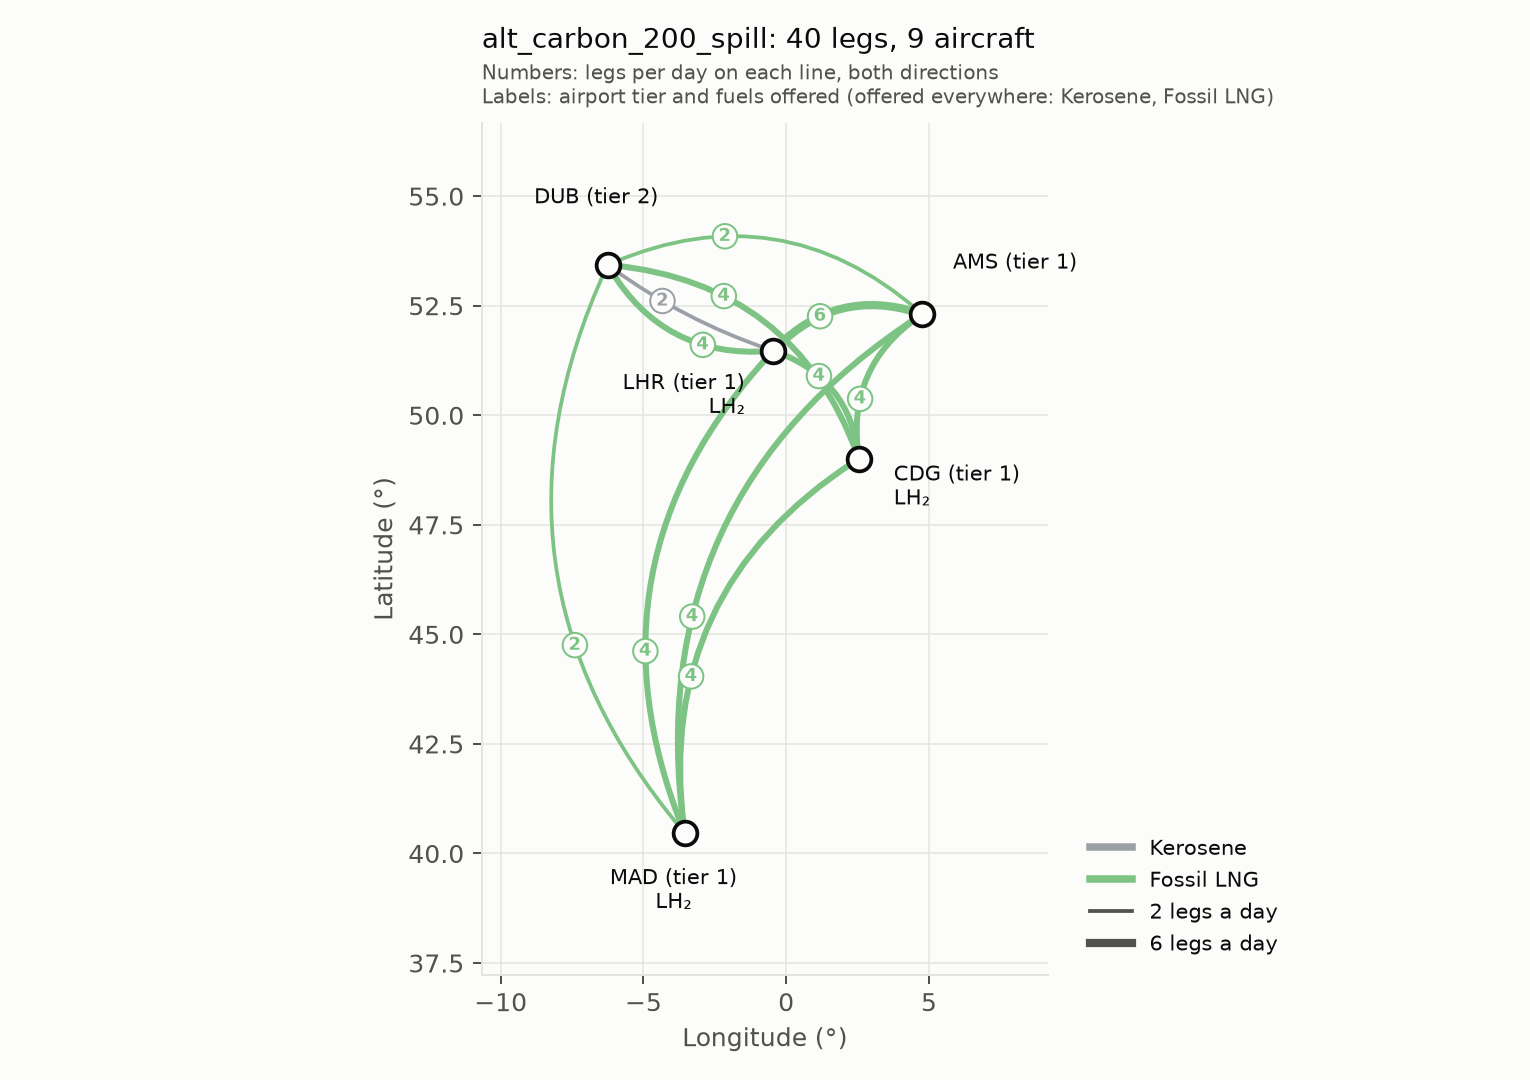 alt_carbon_200_spill: 40 legs, 9 aircraft
Numbers: legs per day on each line, both directions
Labels: airport tier and fuels offered (offered everywhere: Kerosene, Fossil LNG)
55.0
DUB (tier 2)
2
AMS (tier 1)
52.5
2
4
6
4
LHR (tier 1)
LH₂
4
4
50.0
CDG (tier 1)
LH₂
47.5
Latitude (°)
45.0
2
4
4
4
42.5
40.0
MAD (tier 1)
LH₂
37.5
−10
−5
0
5
Longitude (°)
Kerosene
Fossil LNG
2 legs a day
6 legs a day